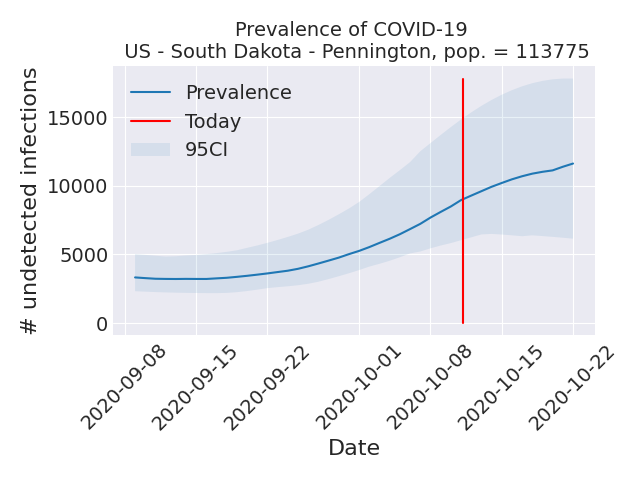 Prevalence of COVID-19
US - South Dakota - Pennington, pop. = 113775
Prevalence
Today
95CI
# undetected infections
15000
10000
5000
0
2020-09-08
2020-09-15
2020-09-22
2020-10-01
2020-10-08
2020-10-15
2020-10-22
Date